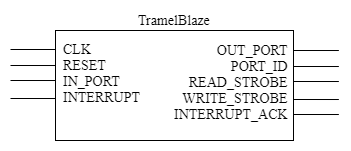 TramelBlaze
CLK
RESET
IN_PORT
INTERRUPT
OUT_PORT
PORT_ID
READ_STROBE
WRITE_STROBE
INTERRUPT_ACK